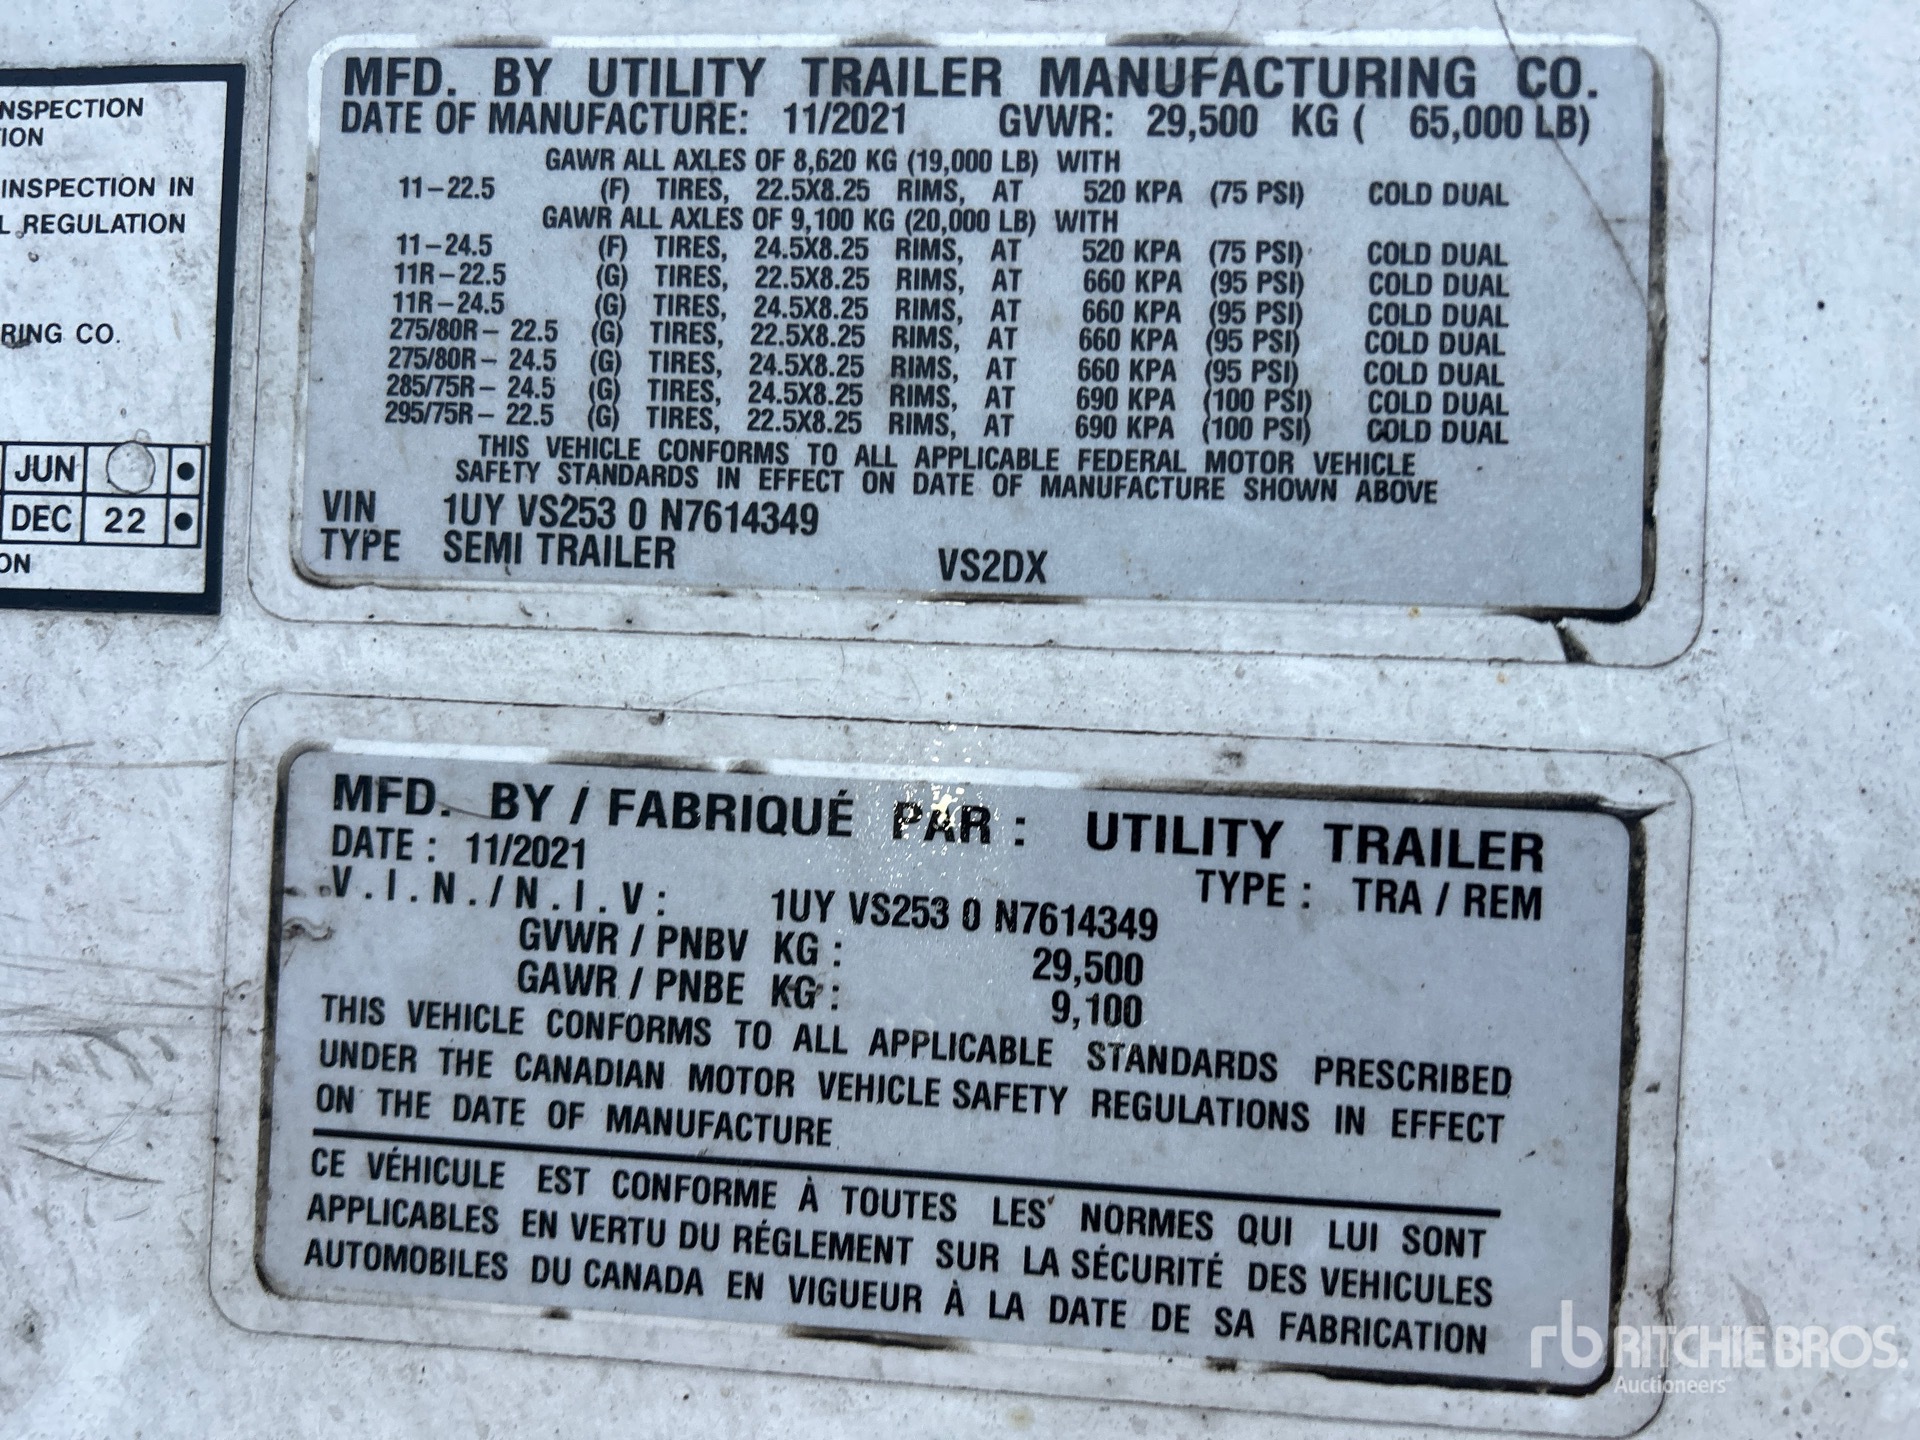 NSPECTION
ION
INSPECTION IN
L REGULATION
RING CO.
JUN
DEC 22
ON
MFD. BY UTILITY TRAILER MANUFACTURING CO.
DATE OF MANUFACTURE: 11/2021 GVWR: 29,500 KG ( 65,000 LB)
GAWR ALL AXLES OF 8,620 KG (19,000 LB) WITH
11-22.5 (F) TIRES, 22.5X8.25 RIMS, AT 520 KPA (75 PSI) COLD DUAL
GAWR ALL AXLES OF 9,100 KG (20,000 LB) WITH
11-24.5 (F) TIRES, 24.5X8.25 RIMS, AT 520 KPA (75 PSI) COLD DUAL
11R-22.5 (G) TIRES, 22.5X8.25 RIMS, AT 660 KPA (95 PSI) COLD DUAL
11R-24.5 (G) TIRES, 24.5X8.25 RIMS, AT 660 KPA (95 PSI) COLD DUAL
275/80R- 22.5 (G) TIRES, 22.5X8.25 RIMS, AT 660 KPA (95 PSI) COLD DUAL
275/80R- 24.5 (G) TIRES, 24.5X8.25 RIMS, AT 660 KPA (95 PSI) COLD DUAL
285/75R- 24.5 (G) TIRES, 24.5X8.25 RIMS, AT 690 KPA (100 PSI) COLD DUAL
295/75R- 22.5 (G) TIRES, 22.5X8.25 RIMS, AT 690 KPA (100 PSI) COLD DUAL
THIS VEHICLE CONFORMS TO ALL APPLICABLE FEDERAL MOTOR VEHICLE
SAFETY STANDARDS IN EFFECT ON DATE OF MANUFACTURE SHOWN ABOVE
VIN 1UY VS253 0 N7614349
TYPE SEMI TRAILER VS2DX
MFD. BY / FABRIQUÉ PAR : UTILITY TRAILER
DATE : 11/2021 TYPE : TRA / REM
V.I.N./N.I.V: 1UY VS253 0 N7614349
GVWR / PNBV KG : 29,500
GAWR / PNBE KG : 9,100
THIS VEHICLE CONFORMS TO ALL APPLICABLE STANDARDS PRESCRIBED
UNDER THE CANADIAN MOTOR VEHICLE SAFETY REGULATIONS IN EFFECT
ON THE DATE OF MANUFACTURE
CE VÉHICULE EST CONFORME À TOUTES LES NORMES QUI LUI SONT
APPLICABLES EN VERTU DU RÉGLEMENT SUR LA SÉCURITÉ DES VEHICULES
AUTOMOBILES DU CANADA EN VIGUEUR À LA DATE DE SA FABRICATION
rb RITCHIE BROS.
Auctioneers